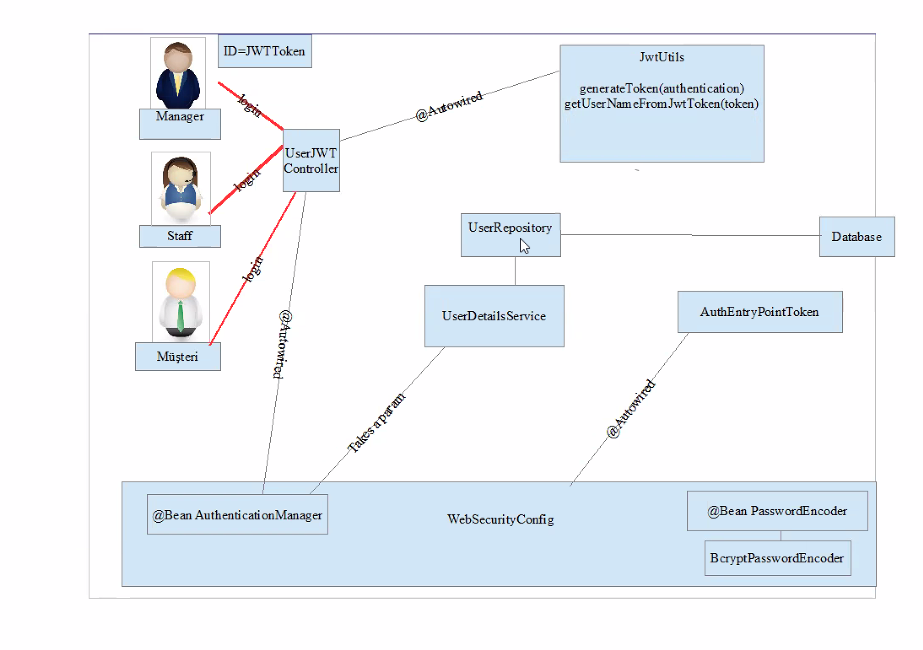 ID=JWTToken
Manager
login
JwtUtils
generateToken(authentication)
getUserNameFromJwtToken(token)
@Autowired
UserJWT
Controller
login
Staff
login
Müşteri
UserRepository
Database
UserDetailsService
AuthEntryPointToken
@Autowired
Takes a param
@Autowired
@Bean AuthenticationManager
WebSecurityConfig
@Bean PasswordEncoder
BcryptPasswordEncoder